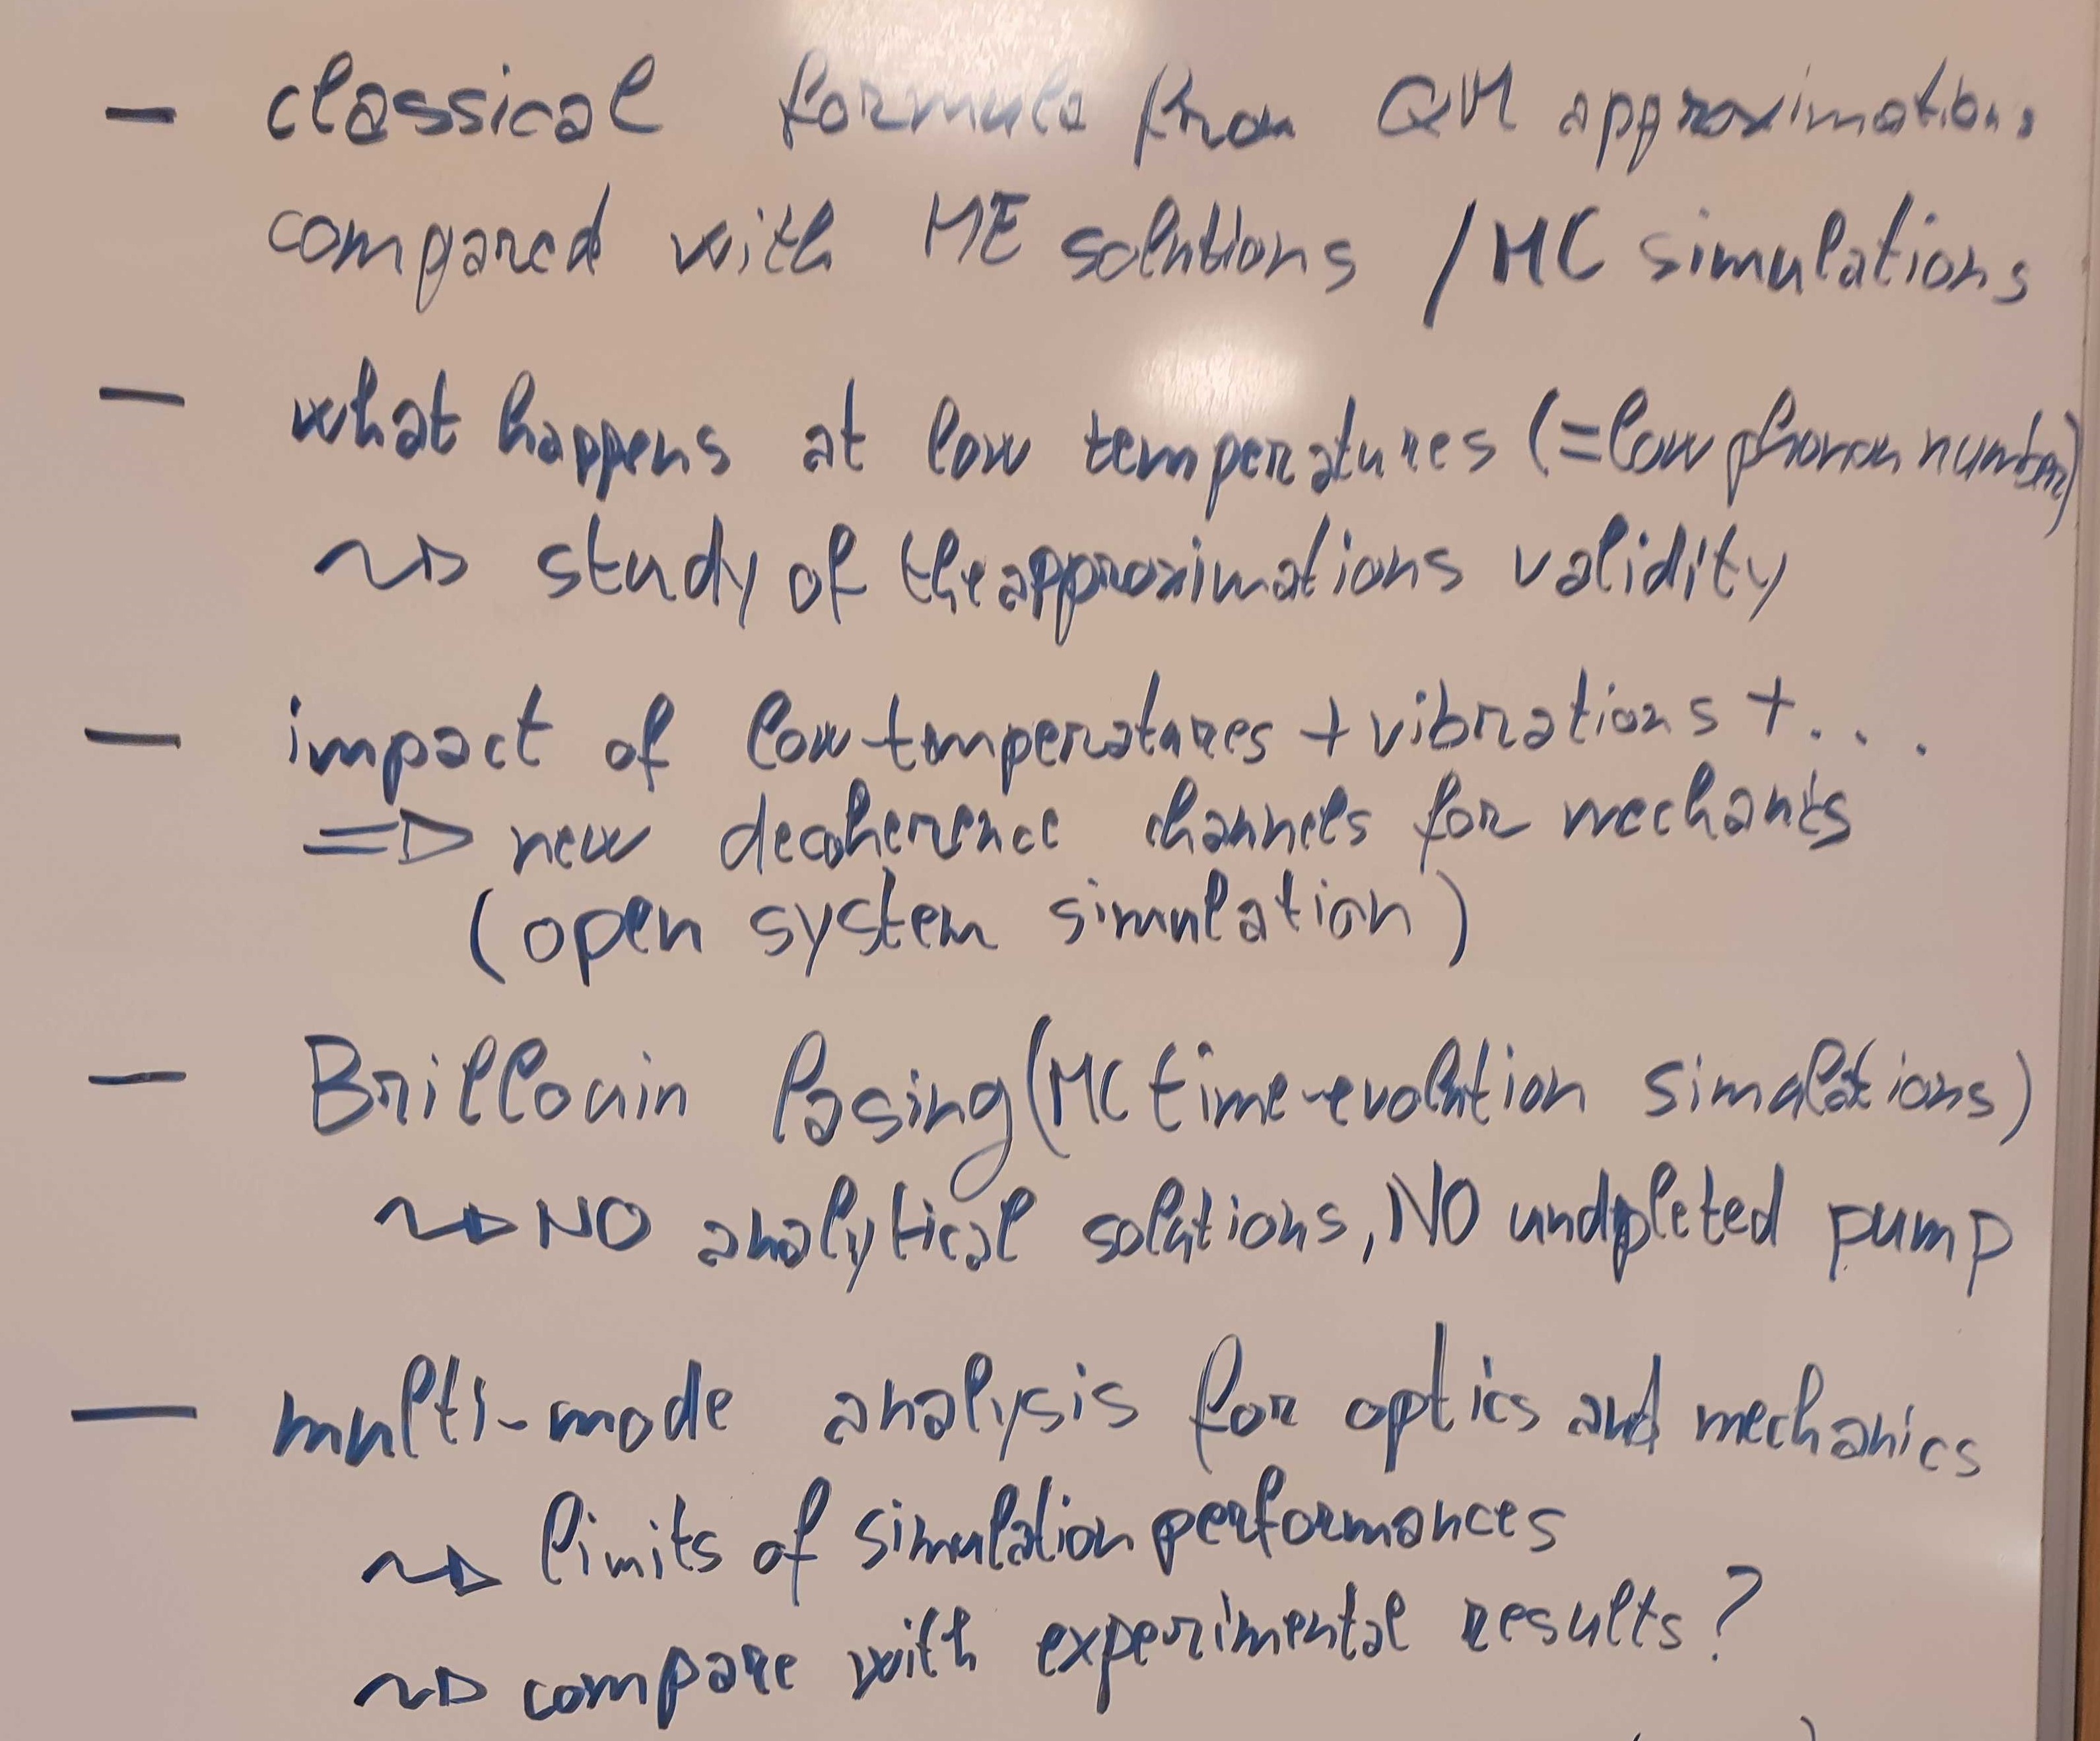 - classical formula from QM approximations
compared with ME solutions / MC simulations
- what happens at low temperatures (=low phonon number)
~> study of the approximations validity
- impact of low temperatures + vibrations + ...
=> new decoherence channels for mechanics
(open system simulation)
- Brillouin lasing (MC time-evolution simulations)
~> NO analytical solutions, NO undpleted pump
- multi-mode analysis for optics and mechanics
~> limits of simulation performances
~> compare with experimental results?